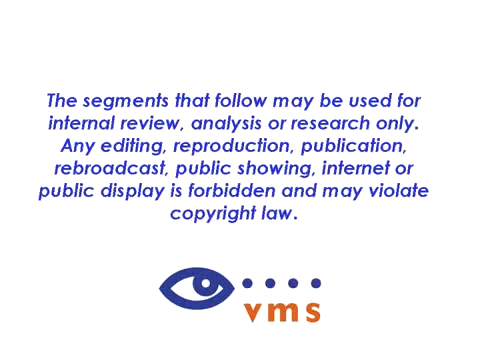 The segments that follow may be used for
internal review, analysis or research only.
Any editing, reproduction, publication,
rebroadcast, public showing, internet or
public display is forbidden and may violate
copyright law.
vms